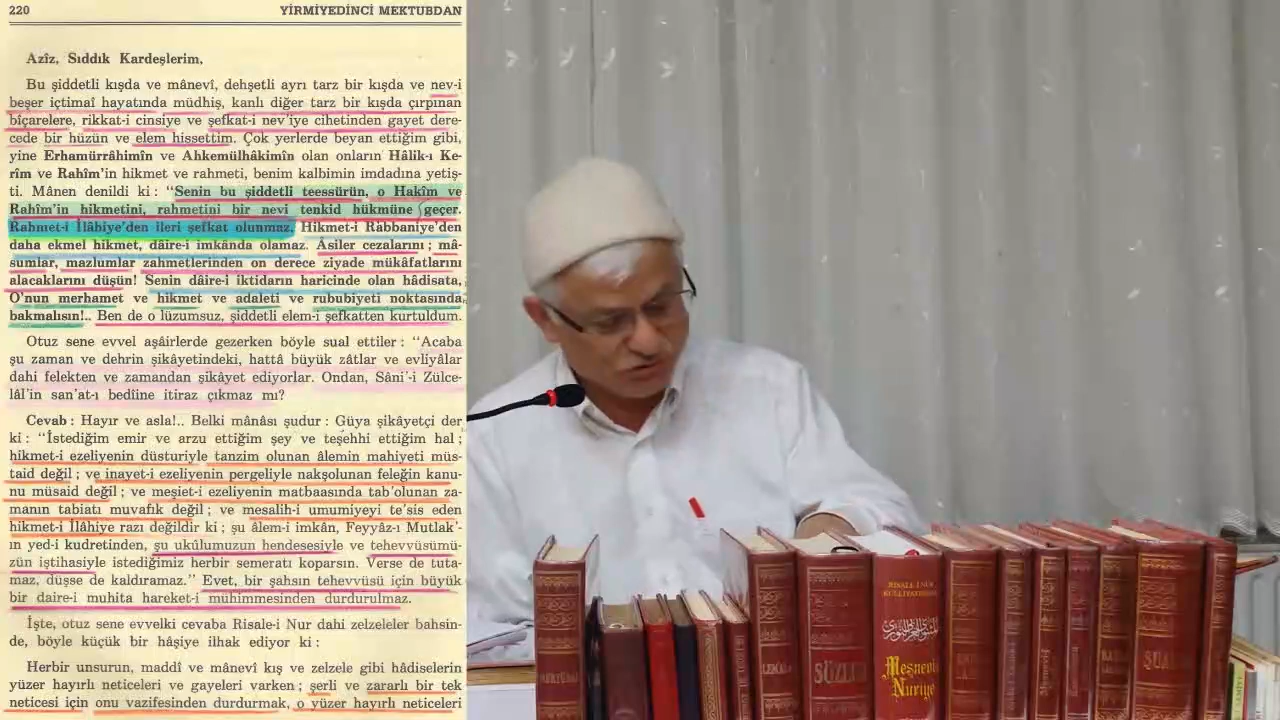 220 YİRMİYEDİNCİ MEKTUBDAN
Azîz, Sıddık Kardeşlerim,
Bu şiddetli kışda ve mânevî, dehşetli ayrı tarz bir kışda ve nev-i
beşer içtimaî hayatında müdhiş, kanlı diğer tarz bir kışda çırpınan
bîçarelere, rikkat-i cinsiye ve şefkat-i nev'iye cihetinden gayet dere-
cede bir hüzün ve elem hissettim. Çok yerlerde beyan ettiğim gibi,
yine Erhamürrâhimîn ve Ahkemülhâkimîn olan onların Hâlik-ı Ke-
rîm ve Rahîm'in hikmet ve rahmeti, benim kalbimin imdadına yetiş-
ti. Mânen denildi ki : "Senin bu şiddetli teessürün, o Hakîm ve
Rahîm'in hikmetini, rahmetini bir nevi tenkid hükmüne geçer.
Rahmet-i İlâhiye'den ileri şefkat olunmaz. Hikmet-i Rabbaniye'den
daha ekmel hikmet, dâire-i imkânda olamaz. Âsiler cezalarını ; mâ-
sumlar, mazlumlar zahmetlerinden on derece ziyade mükâfatlarını
alacaklarını düşün! Senin dâire-i iktidarın haricinde olan hâdisata,
O'nun merhamet ve hikmet ve adaleti ve rububiyeti noktasında
bakmalısın!.. Ben de o lüzumsuz, şiddetli elem-i şefkatten kurtuldum.
Otuz sene evvel aşâirlerde gezerken böyle sual ettiler : "Acaba
şu zaman ve dehrin şikâyetindeki, hattâ büyük zâtlar ve evliyâlar
dahi felekten ve zamandan şikâyet ediyorlar. Ondan, Sâni'-i Zülce-
lâl'in san'at-ı bedîine itiraz çıkmaz mı?
Cevab : Hayır ve asla!.. Belki mânâsı şudur : Güya şikâyetçi der
ki : "İstediğim emir ve arzu ettiğim şey ve teşehhi ettiğim hal ;
hikmet-i ezeliyenin düsturiyle tanzim olunan âlemin mahiyeti müs-
taid değil ; ve inayet-i ezeliyenin pergeliyle nakşolunan feleğin kanu-
nu müsaid değil ; ve meşiet-i ezeliyenin matbaasında tab'olunan za-
manın tabiatı muvafık değil ; ve mesalih-i umumiyeyi te'sis eden
hikmet-i İlâhiye razı değildir ki ; şu âlem-i imkân, Feyyâz-ı Mutlak'-
ın yed-i kudretinden, şu ukûlumuzun hendesesiyle ve tehevvüsümü-
zün iştihasiyle istediğimiz herbir semeratı koparsın. Verse de tuta-
maz, düşse de kaldıramaz." Evet, bir şahsın tehevvüsü için büyük
bir daire-i muhita hareket-i mühimmesinden durdurulmaz.
İşte, otuz sene evvelki cevaba Risale-i Nur dahi zelzeleler bahsin-
de, böyle küçük bir hâşiye ilhak ediyor ki :
Herbir unsurun, maddî ve mânevî kış ve zelzele gibi hâdiselerin
yüzer hayırlı neticeleri ve gayeleri varken ; şerli ve zararlı bir tek
neticesi için onu vazifesinden durdurmak, o yüzer hayırlı neticeleri
RİSALE-İ NUR
KÜLLİYATINDAN
Mesnevî
Nuriye
SÖZLER
LEM'ALAR
ŞUALAR